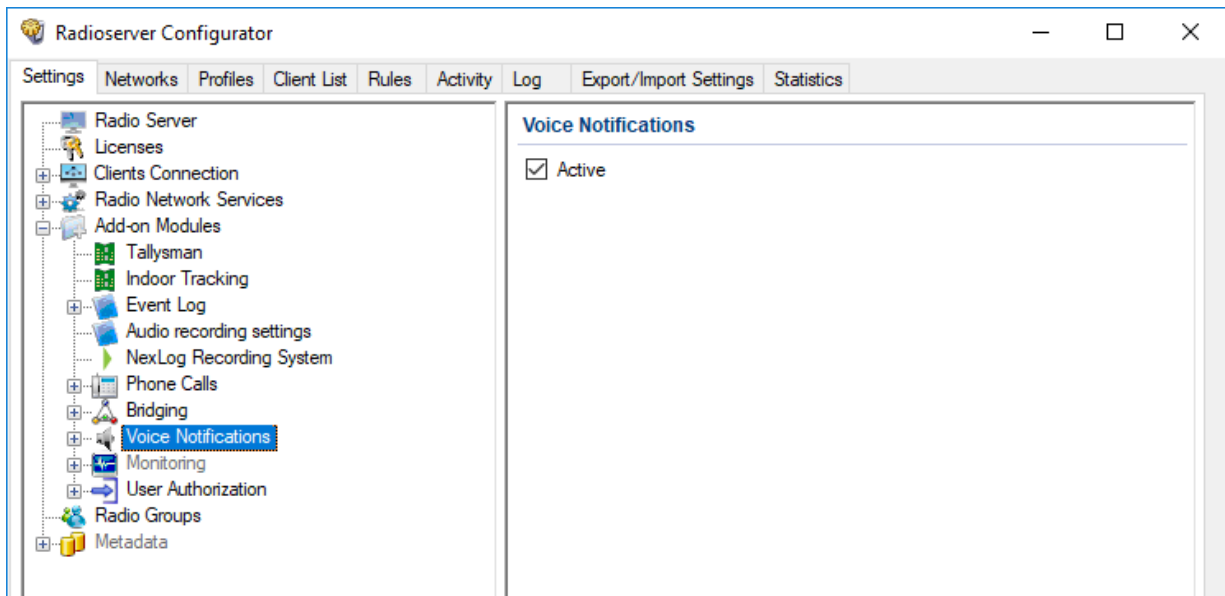 Radioserver Configurator
Settings Networks Profiles Client List Rules Activity Log Export/Import Settings Statistics
Radio Server
Licenses
Clients Connection
Radio Network Services
Add-on Modules
Tallysman
Indoor Tracking
Event Log
Audio recording settings
NexLog Recording System
Phone Calls
Bridging
Voice Notifications
Monitoring
User Authorization
Radio Groups
Metadata
Voice Notifications
Active